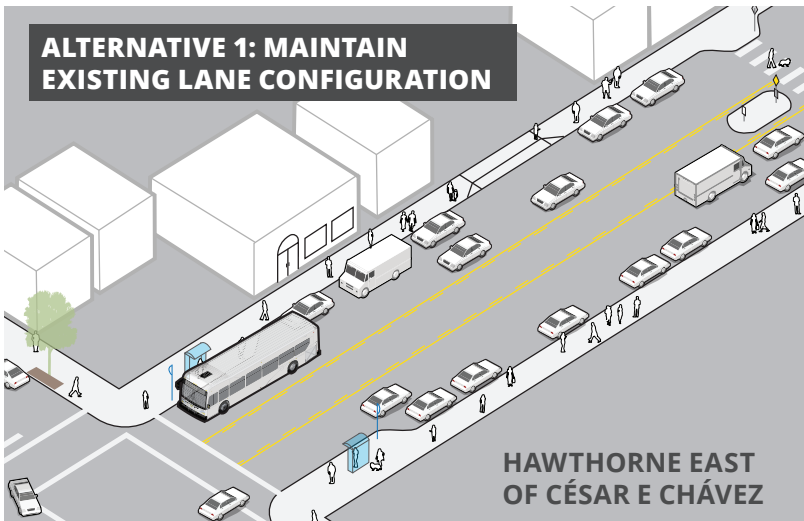 ALTERNATIVE 1: MAINTAIN
EXISTING LANE CONFIGURATION
HAWTHORNE EAST
OF CÉSAR E CHÁVEZ